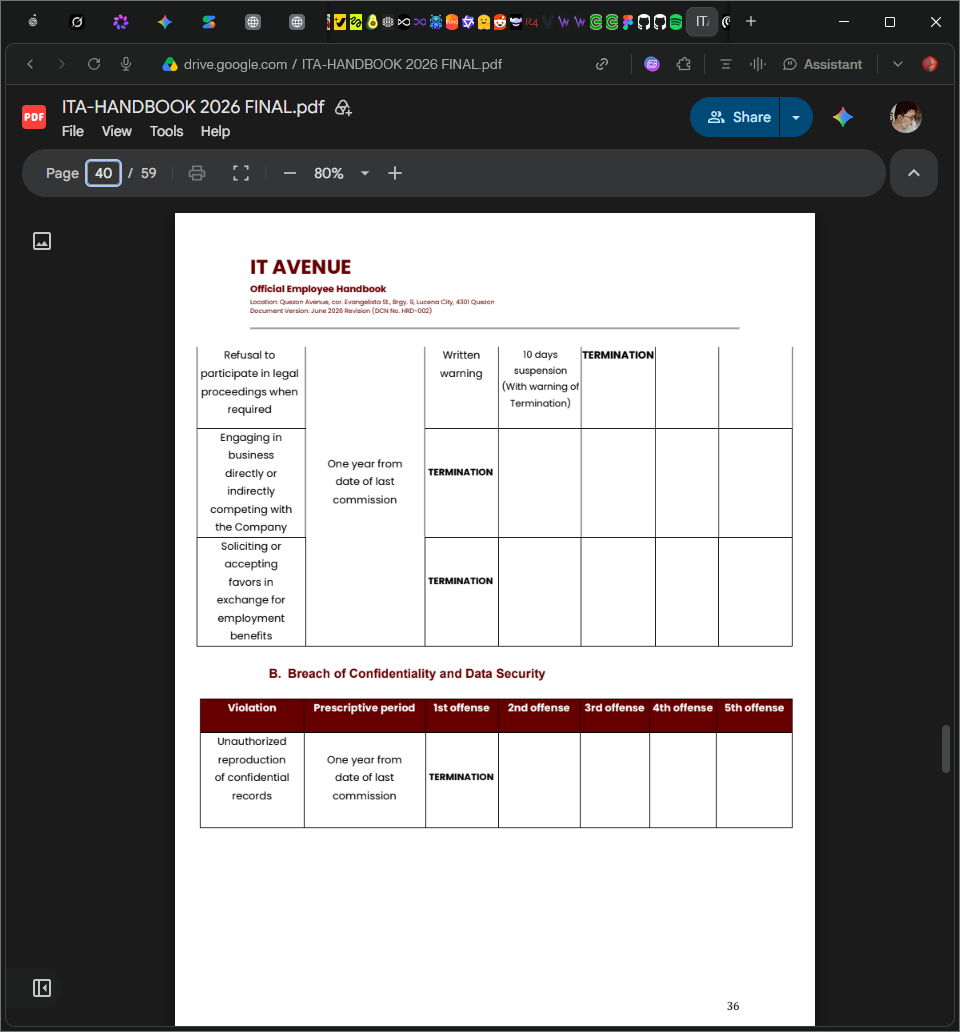 ITA
drive.google.com / ITA-HANDBOOK 2026 FINAL.pdf
Assistant
PDF
ITA-HANDBOOK 2026 FINAL.pdf
File View Tools Help
Share
Page 40 / 59
80%
IT AVENUE
Official Employee Handbook
Location: Quezon Avenue, cor. Evangelista St., Brgy. 9, Lucena City, 4301 Quezon
Document Version: June 2026 Revision (DCN No. HRD-002)
Refusal to
participate in legal
proceedings when
required
Written
warning
10 days
suspension
(With warning of
Termination)
TERMINATION
Engaging in
business
directly or
indirectly
competing with
the Company
One year from
date of last
commission
TERMINATION
Soliciting or
accepting
favors in
exchange for
employment
benefits
TERMINATION
B. Breach of Confidentiality and Data Security
Violation Prescriptive period 1st offense 2nd offense 3rd offense 4th offense 5th offense
Unauthorized
reproduction
of confidential
records
One year from
date of last
commission
TERMINATION
36